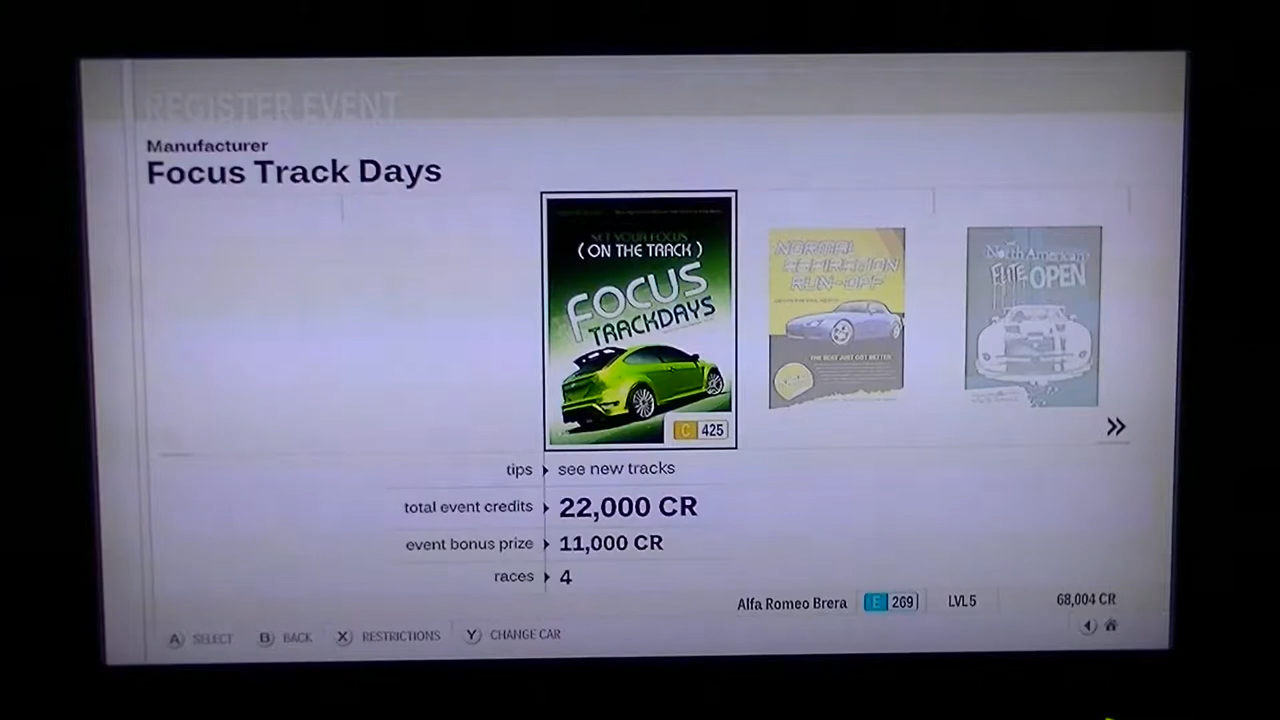 REGISTER EVENT
Manufacturer
Focus Track Days
SET YOUR FOCUS
( ON THE TRACK )
FOCUS
TRACKDAYS
C 425
NORMAL
ASPIRATION
RUN-OFF
THE BEST JUST GOT BETTER
North American
ELITE OPEN
tips see new tracks
total event credits 22,000 CR
event bonus prize 11,000 CR
races 4
Alfa Romeo Brera E 269 LVL5 68,004 CR
A SELECT B BACK X RESTRICTIONS Y CHANGE CAR